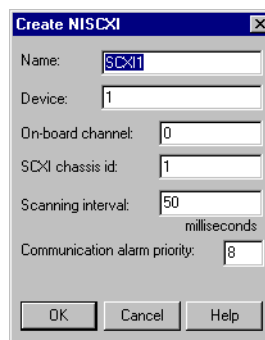 Create NISCXI
Name: SCXI1
Device: 1
On-board channel: 0
SCXI chassis id: 1
Scanning interval: 50
milliseconds
Communication alarm priority: 8
OK Cancel Help